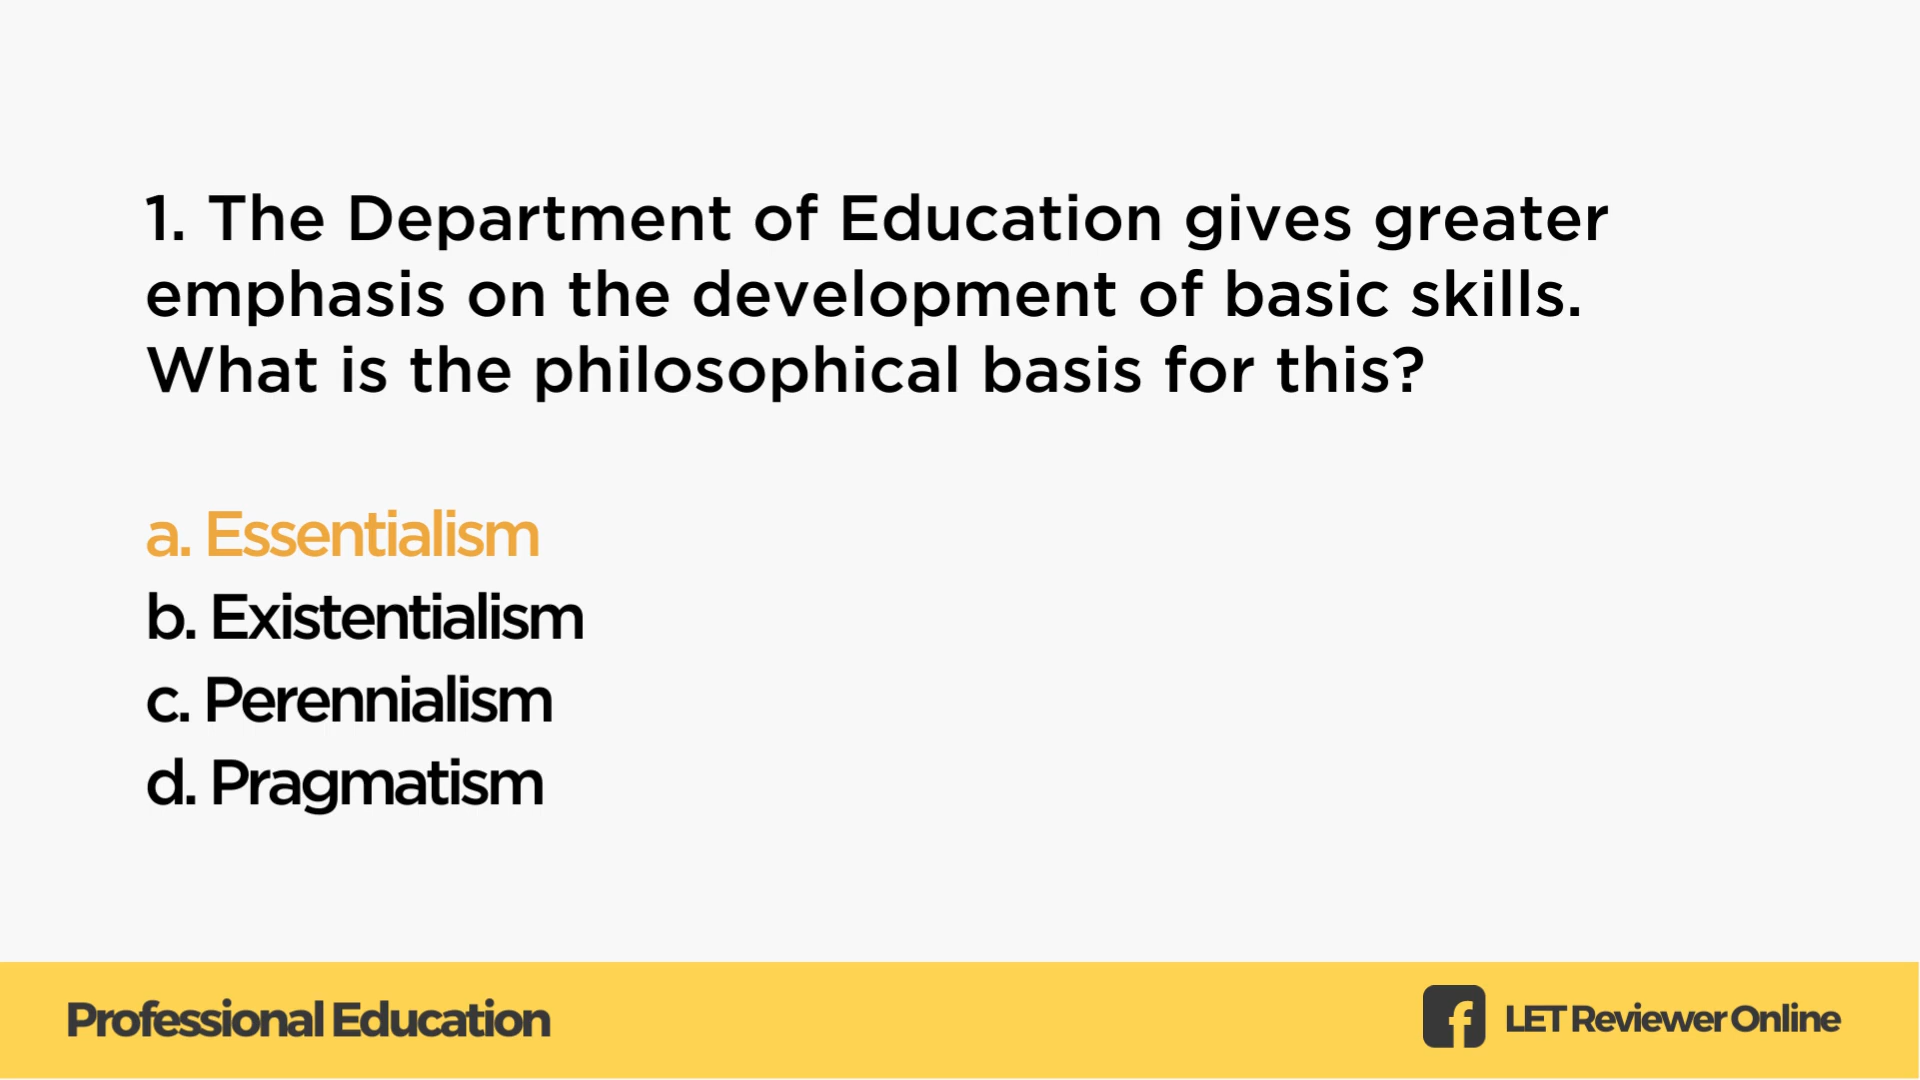 1. The Department of Education gives greater
emphasis on the development of basic skills.
What is the philosophical basis for this?
a. Essentialism
b. Existentialism
c. Perennialism
d. Pragmatism
Professional Education
f LET Reviewer Online